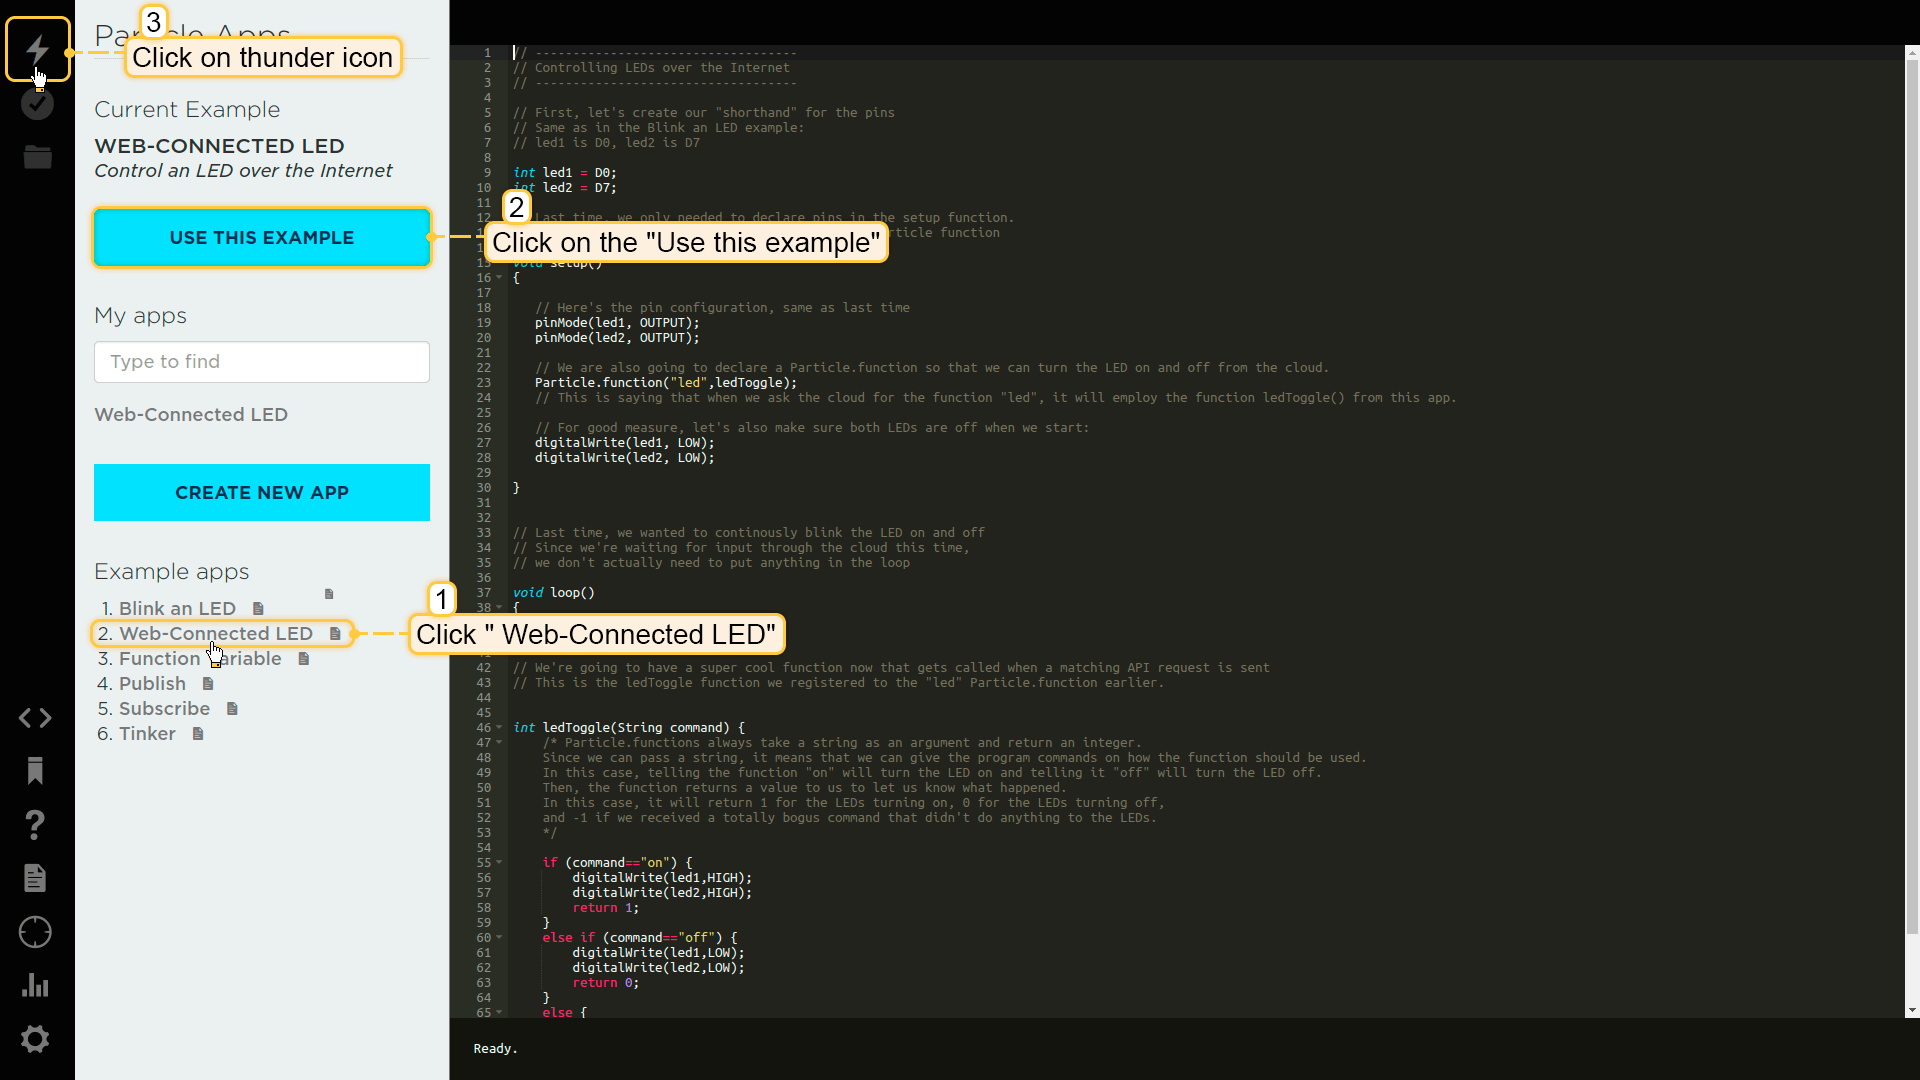 3
Particle Apps
Click on thunder icon
Current Example
WEB-CONNECTED LED
Control an LED over the Internet
USE THIS EXAMPLE
2
Click on the "Use this example"
My apps
Type to find
Web-Connected LED
CREATE NEW APP
Example apps
1. Blink an LED
2. Web-Connected LED
3. Function Variable
4. Publish
5. Subscribe
6. Tinker
1
Click " Web-Connected LED"
1 // -----------------------------------
2 // Controlling LEDs over the Internet
3 // -----------------------------------
4
5 // First, let's create our "shorthand" for the pins
6 // Same as in the Blink an LED example:
7 // led1 is D0, led2 is D7
8
9 int led1 = D0;
10 int led2 = D7;
11
12 Last time, we only needed to declare pins in the setup function.
rticle function
15 void setup()
16 {
17
18 // Here's the pin configuration, same as last time
19 pinMode(led1, OUTPUT);
20 pinMode(led2, OUTPUT);
21
22 // We are also going to declare a Particle.function so that we can turn the LED on and off from the cloud.
23 Particle.function("led",ledToggle);
24 // This is saying that when we ask the cloud for the function "led", it will employ the function ledToggle() from this app.
25
26 // For good measure, let's also make sure both LEDs are off when we start:
27 digitalWrite(led1, LOW);
28 digitalWrite(led2, LOW);
29
30 }
31
32
33 // Last time, we wanted to continously blink the LED on and off
34 // Since we're waiting for input through the cloud this time,
35 // we don't actually need to put anything in the loop
36
37 void loop()
38 {
42 // We're going to have a super cool function now that gets called when a matching API request is sent
43 // This is the ledToggle function we registered to the "led" Particle.function earlier.
44
45
46 int ledToggle(String command) {
47 /* Particle.functions always take a string as an argument and return an integer.
48 Since we can pass a string, it means that we can give the program commands on how the function should be used.
49 In this case, telling the function "on" will turn the LED on and telling it "off" will turn the LED off.
50 Then, the function returns a value to us to let us know what happened.
51 In this case, it will return 1 for the LEDs turning on, 0 for the LEDs turning off,
52 and -1 if we received a totally bogus command that didn't do anything to the LEDs.
53 */
54
55 if (command=="on") {
56 digitalWrite(led1,HIGH);
57 digitalWrite(led2,HIGH);
58 return 1;
59 }
60 else if (command=="off") {
61 digitalWrite(led1,LOW);
62 digitalWrite(led2,LOW);
63 return 0;
64 }
65 else {
Ready.